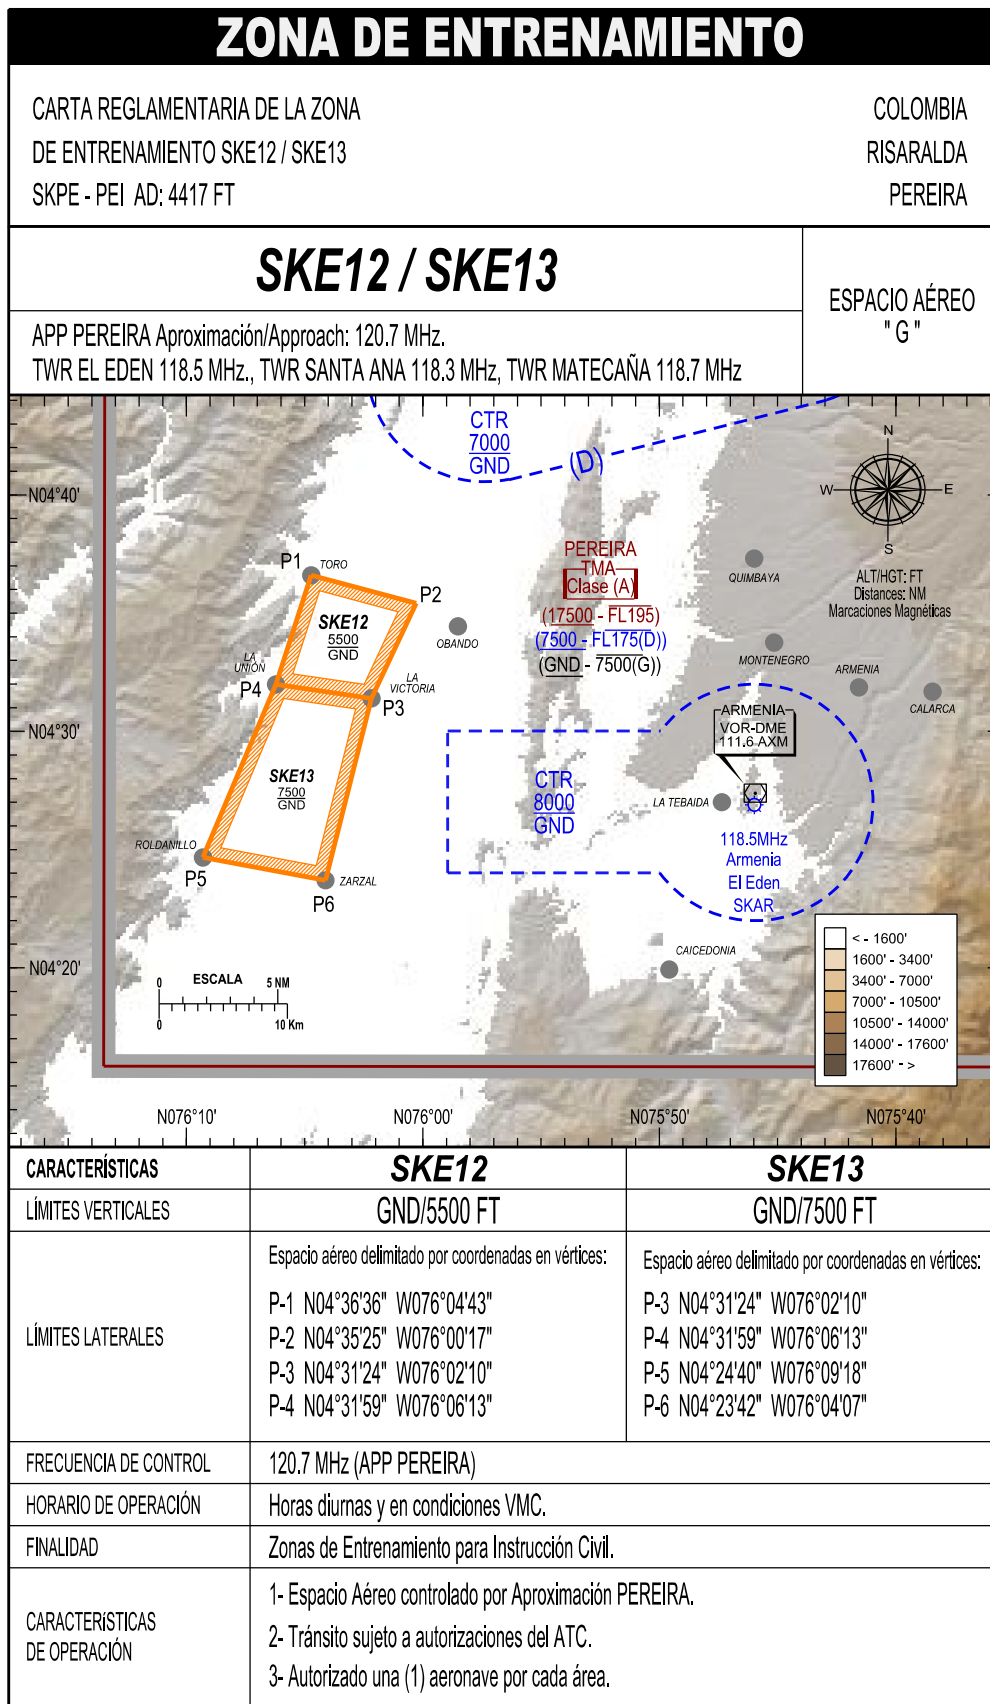 ZONA DE ENTRENAMIENTO
CARTA REGLAMENTARIA DE LA ZONA
DE ENTRENAMIENTO SKE12 / SKE13
SKPE - PEI AD: 4417 FT
COLOMBIA
RISARALDA
PEREIRA
SKE12 / SKE13
APP PEREIRA Aproximación/Approach: 120.7 MHz.
TWR EL EDEN 118.5 MHz., TWR SANTA ANA 118.3 MHz, TWR MATECAÑA 118.7 MHz
ESPACIO AÉREO
" G "
CTR
7000
GND
(D)
N
W
E
S
ALT/HGT: FT
Distances: NM
Marcaciones Magnéticas
N04°40'
P1
TORO
P2
SKE12
5500
GND
OBANDO
PEREIRA
TMA
Clase (A)
(17500 - FL195)
(7500 - FL175(D))
(GND - 7500(G))
QUIMBAYA
MONTENEGRO
ARMENIA
CALARCA
LA
UNIÓN
P4
LA
VICTORIA
P3
N04°30'
ARMENIA
VOR-DME
111.6 AXM
SKE13
7500
GND
CTR
8000
GND
LA TEBAIDA
118.5MHz
Armenia
El Eden
SKAR
ROLDANILLO
P5
ZARZAL
P6
CAICEDONIA
N04°20'
0
ESCALA
5 NM
0
10 Km
< - 1600'
1600' - 3400'
3400' - 7000'
7000' - 10500'
10500' - 14000'
14000' - 17600'
17600' - >
N076°10'
N076°00'
N075°50'
N075°40'
CARACTERÍSTICAS
SKE12
SKE13
LÍMITES VERTICALES
GND/5500 FT
GND/7500 FT
LÍMITES LATERALES
Espacio aéreo delimitado por coordenadas en vértices:
P-1 N04°36'36" W076°04'43"
P-2 N04°35'25" W076°00'17"
P-3 N04°31'24" W076°02'10"
P-4 N04°31'59" W076°06'13"
Espacio aéreo delimitado por coordenadas en vértices:
P-3 N04°31'24" W076°02'10"
P-4 N04°31'59" W076°06'13"
P-5 N04°24'40" W076°09'18"
P-6 N04°23'42" W076°04'07"
FRECUENCIA DE CONTROL
120.7 MHz (APP PEREIRA)
HORARIO DE OPERACIÓN
Horas diurnas y en condiciones VMC.
FINALIDAD
Zonas de Entrenamiento para Instrucción Civil.
CARACTERÍSTICAS
DE OPERACIÓN
1- Espacio Aéreo controlado por Aproximación PEREIRA.
2- Tránsito sujeto a autorizaciones del ATC.
3- Autorizado una (1) aeronave por cada área.